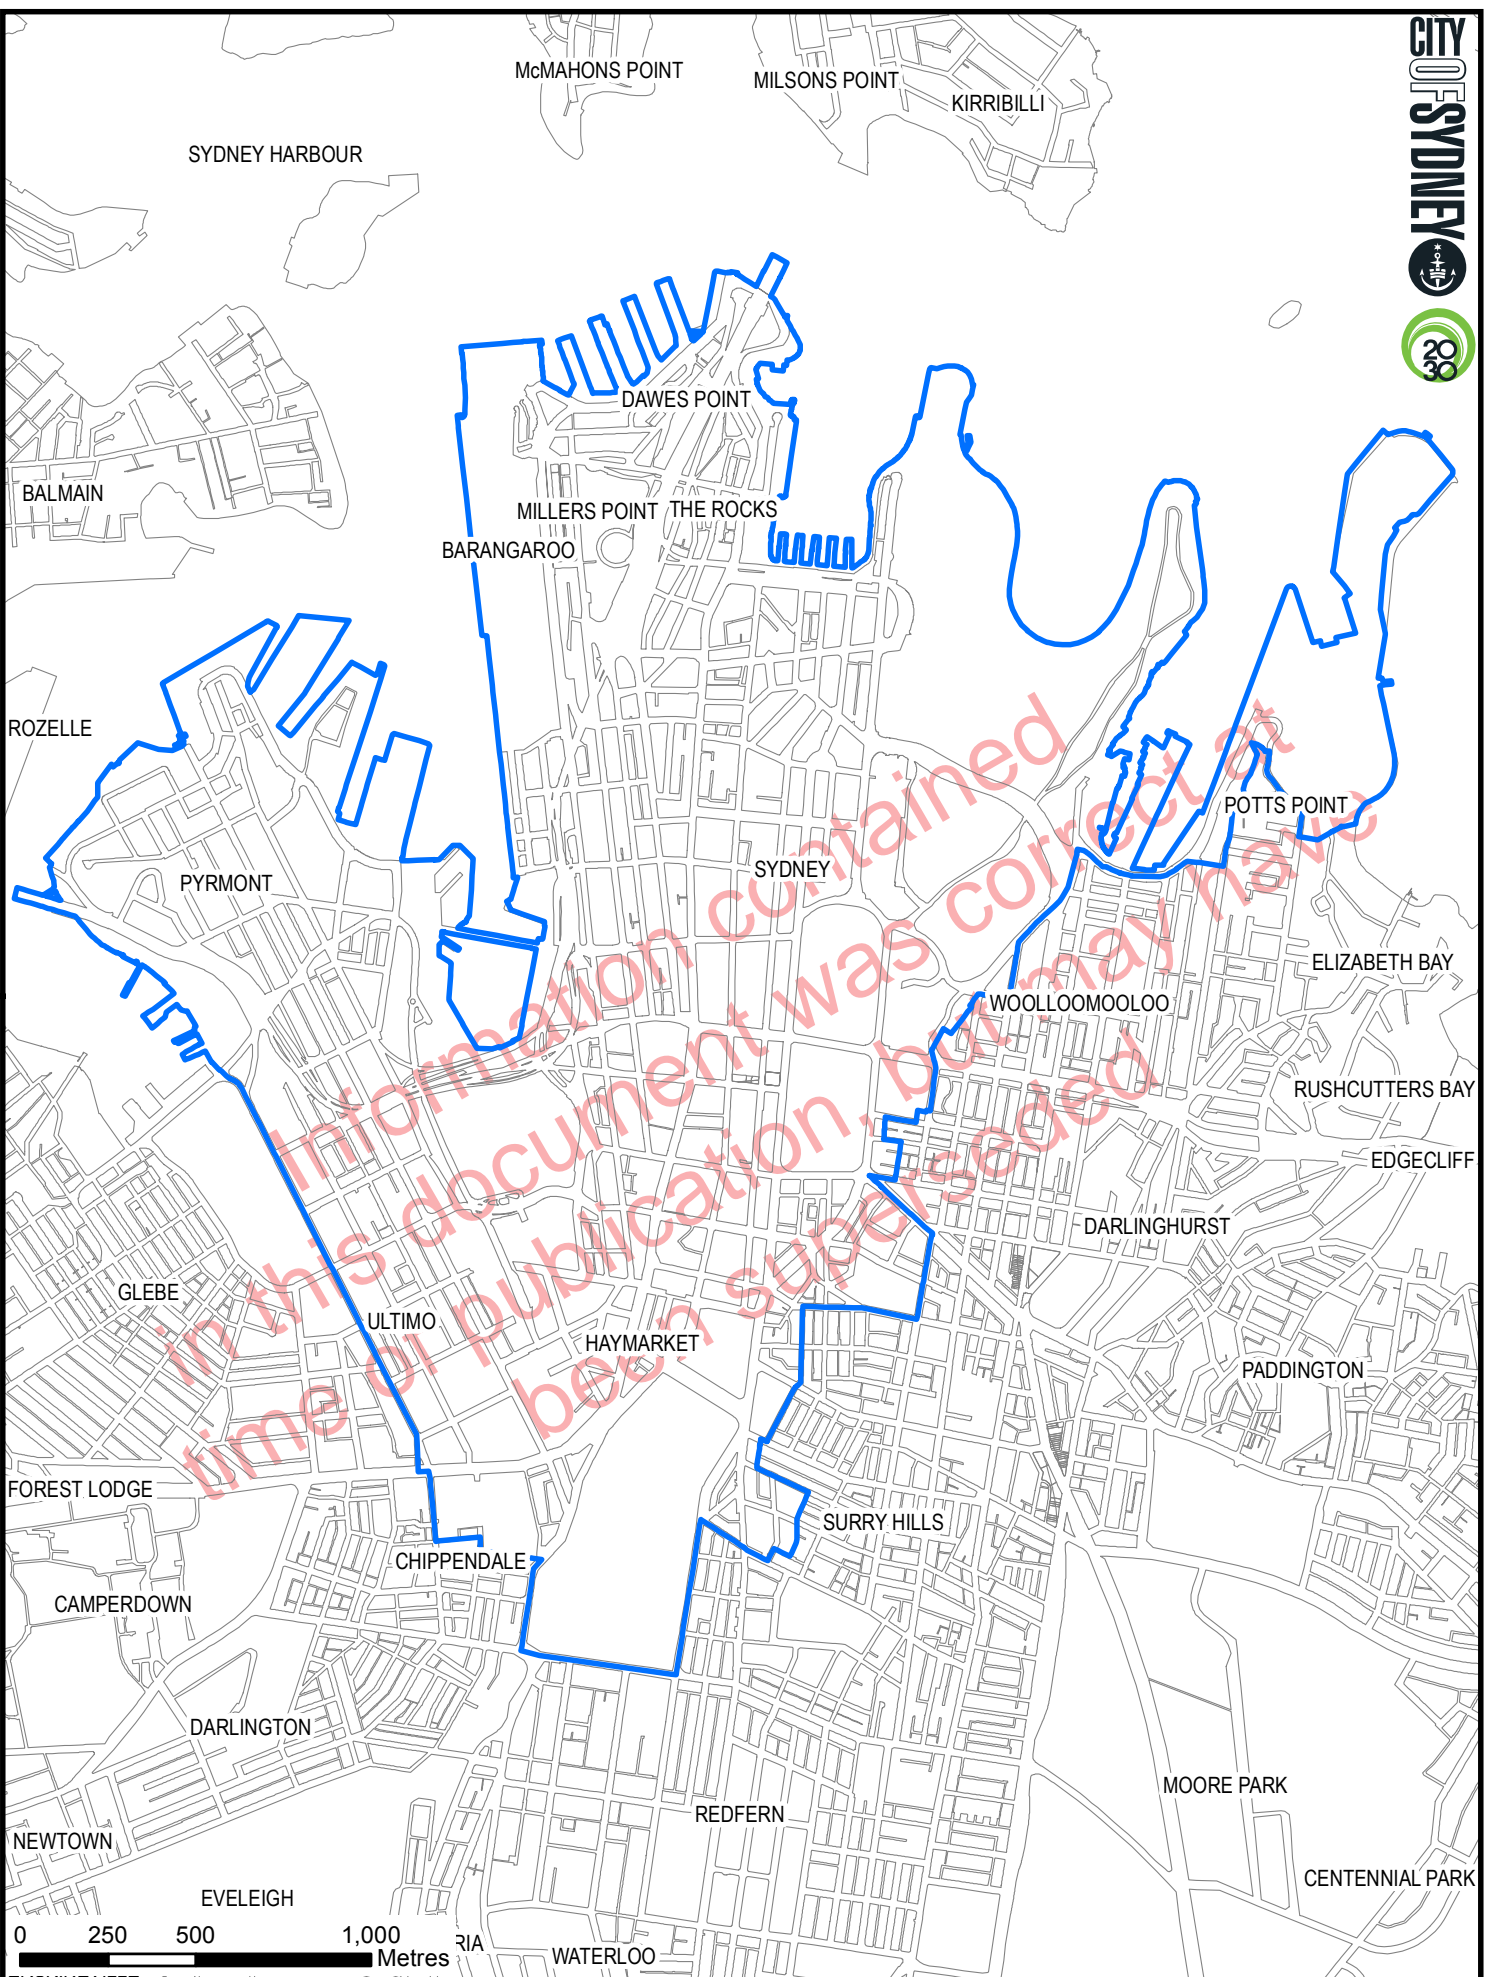 CITY OF SYDNEY
2030
McMAHONS POINT
MILSONS POINT
KIRRIBILLI
SYDNEY HARBOUR
DAWES POINT
BALMAIN
MILLERS POINT
THE ROCKS
BARANGAROO
ROZELLE
POTTS POINT
PYRMONT
SYDNEY
ELIZABETH BAY
WOOLLOOMOOLOO
RUSHCUTTERS BAY
EDGECLIFF
DARLINGHURST
GLEBE
ULTIMO
HAYMARKET
PADDINGTON
FOREST LODGE
SURRY HILLS
CHIPPENDALE
CAMPERDOWN
DARLINGTON
MOORE PARK
REDFERN
NEWTOWN
CENTENNIAL PARK
EVELEIGH
RIA
WATERLOO
0 250 500 1,000
Metres
Information contained
in this document was correct at
time of publication, but may have
been superseded